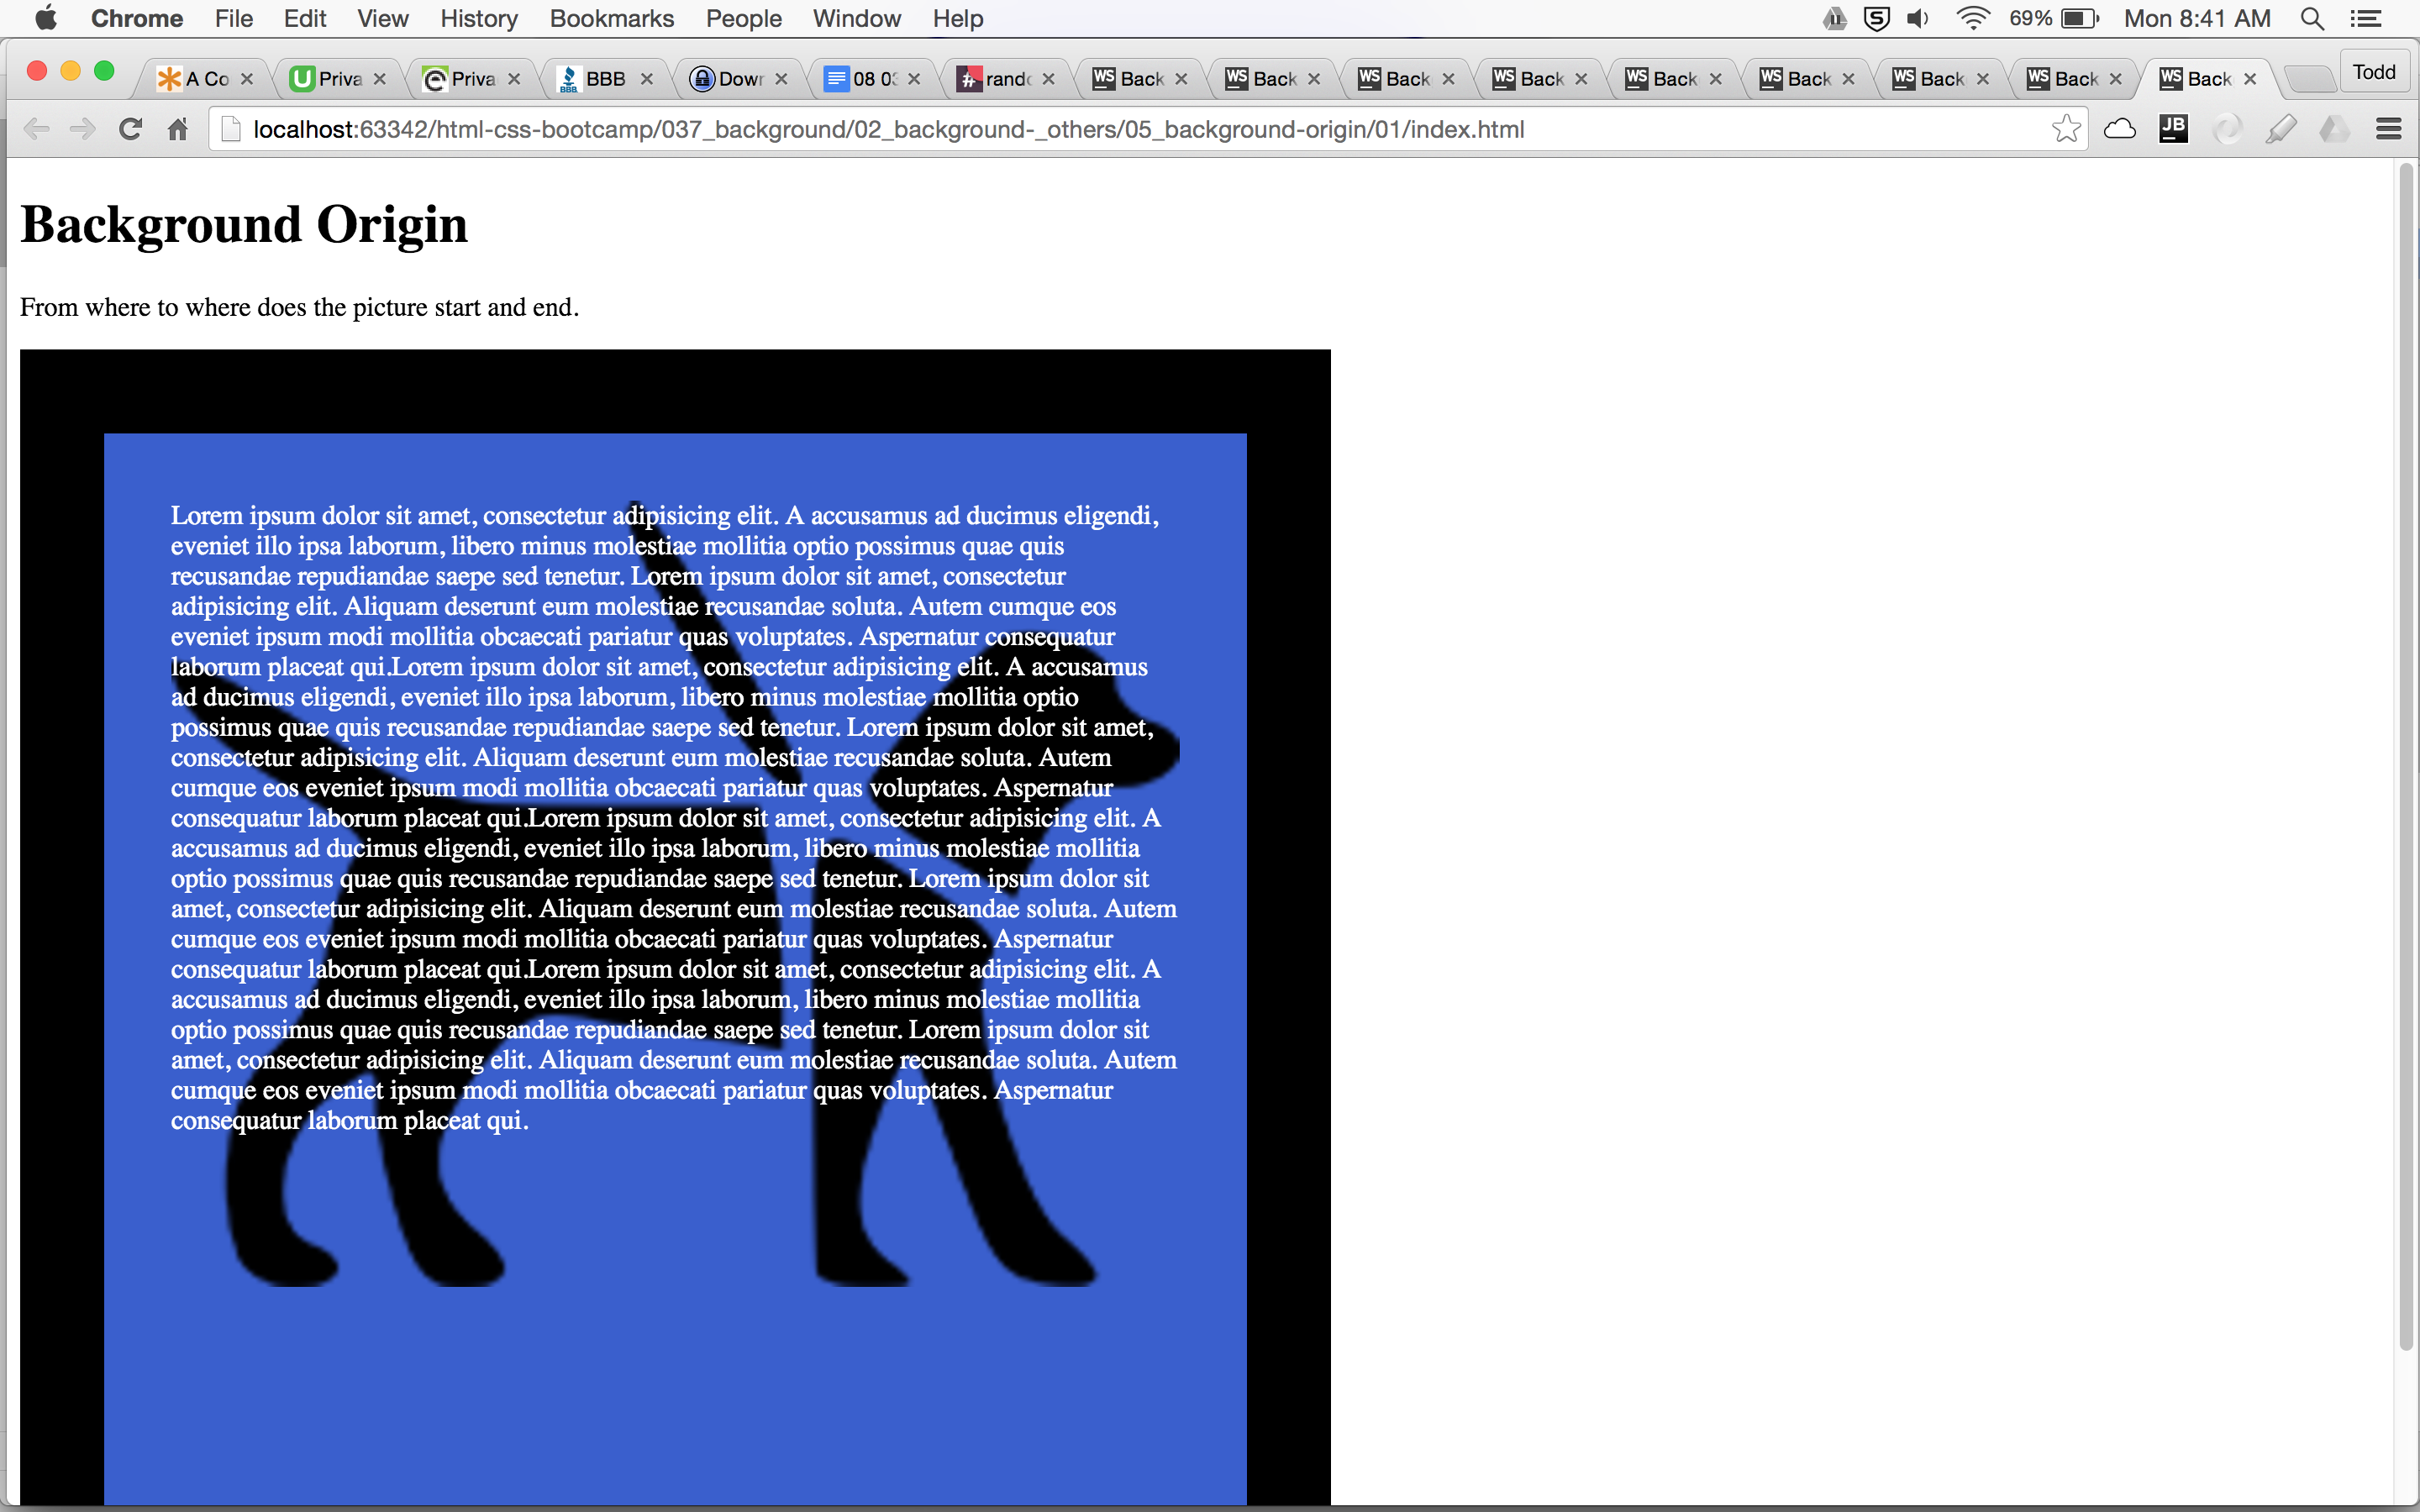 Chrome File Edit View History Bookmarks People Window Help 69% Mon 8:41 AM
A Co Priva Priva BBB Dowr 08 03 rando Back Back Back Back Back Back Back Back Back Todd
localhost:63342/html-css-bootcamp/037_background/02_background-_others/05_background-origin/01/index.html JB
Background Origin
From where to where does the picture start and end.
Lorem ipsum dolor sit amet, consectetur adipisicing elit. A accusamus ad ducimus eligendi,
eveniet illo ipsa laborum, libero minus molestiae mollitia optio possimus quae quis
recusandae repudiandae saepe sed tenetur. Lorem ipsum dolor sit amet, consectetur
adipisicing elit. Aliquam deserunt eum molestiae recusandae soluta. Autem cumque eos
eveniet ipsum modi mollitia obcaecati pariatur quas voluptates. Aspernatur consequatur
laborum placeat qui.Lorem ipsum dolor sit amet, consectetur adipisicing elit. A accusamus
ad ducimus eligendi, eveniet illo ipsa laborum, libero minus molestiae mollitia optio
possimus quae quis recusandae repudiandae saepe sed tenetur. Lorem ipsum dolor sit amet,
consectetur adipisicing elit. Aliquam deserunt eum molestiae recusandae soluta. Autem
cumque eos eveniet ipsum modi mollitia obcaecati pariatur quas voluptates. Aspernatur
consequatur laborum placeat qui.Lorem ipsum dolor sit amet, consectetur adipisicing elit. A
accusamus ad ducimus eligendi, eveniet illo ipsa laborum, libero minus molestiae mollitia
optio possimus quae quis recusandae repudiandae saepe sed tenetur. Lorem ipsum dolor sit
amet, consectetur adipisicing elit. Aliquam deserunt eum molestiae recusandae soluta. Autem
cumque eos eveniet ipsum modi mollitia obcaecati pariatur quas voluptates. Aspernatur
consequatur laborum placeat qui.Lorem ipsum dolor sit amet, consectetur adipisicing elit. A
accusamus ad ducimus eligendi, eveniet illo ipsa laborum, libero minus molestiae mollitia
optio possimus quae quis recusandae repudiandae saepe sed tenetur. Lorem ipsum dolor sit
amet, consectetur adipisicing elit. Aliquam deserunt eum molestiae recusandae soluta. Autem
cumque eos eveniet ipsum modi mollitia obcaecati pariatur quas voluptates. Aspernatur
consequatur laborum placeat qui.